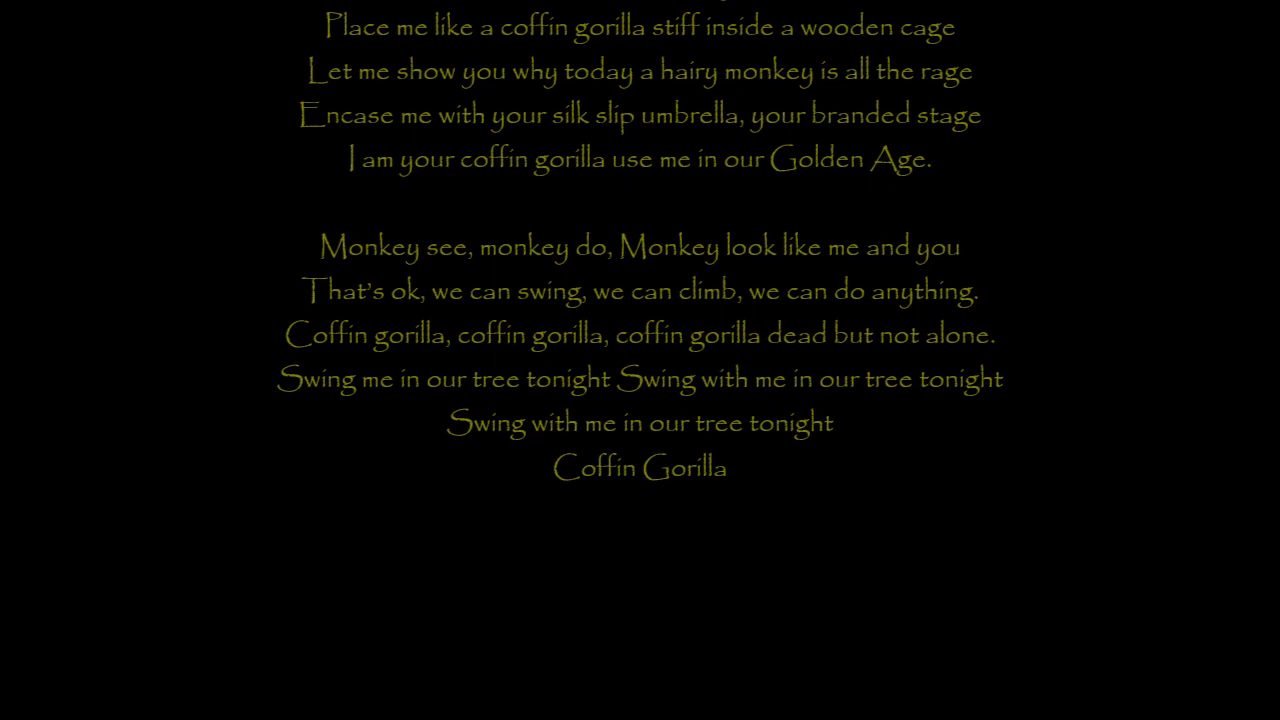 Place me like a coffin gorilla stiff inside a wooden cage
Let me show you why today a hairy monkey is all the rage
Encase me with your silk slip umbrella, your branded stage
I am your coffin gorilla use me in our Golden Age.
Monkey see, monkey do, Monkey look like me and you
That's ok, we can swing, we can climb, we can do anything.
Coffin gorilla, coffin gorilla, coffin gorilla dead but not alone.
Swing me in our tree tonight Swing with me in our tree tonight
Swing with me in our tree tonight
Coffin Gorilla